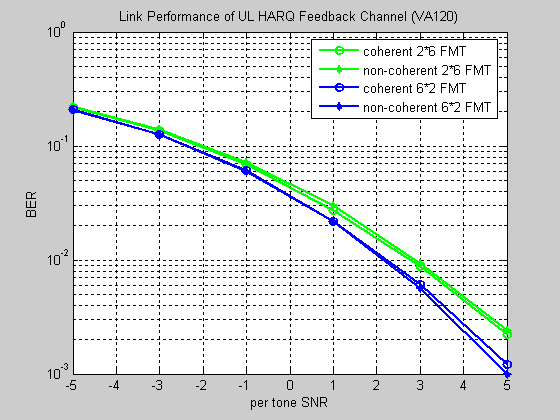 Link Performance of UL HARQ Feedback Channel (VA120)
coherent 2*6 FMT
non-coherent 2*6 FMT
coherent 6*2 FMT
non-coherent 6*2 FMT
BER
10^0
10^-1
10^-2
10^-3
-5 -4 -3 -2 -1 0 1 2 3 4 5
per tone SNR